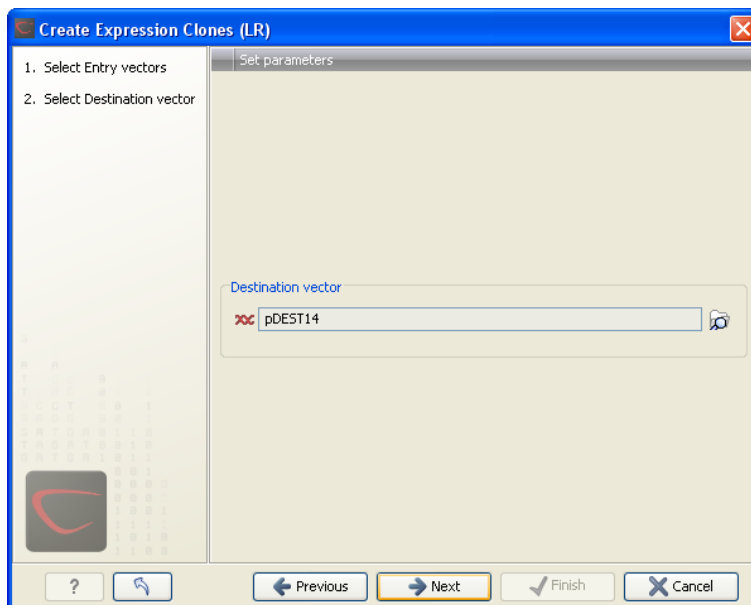 Create Expression Clones (LR)
1. Select Entry vectors
2. Select Destination vector
Set parameters
Destination vector
pDEST14
?
Previous
Next
Finish
Cancel